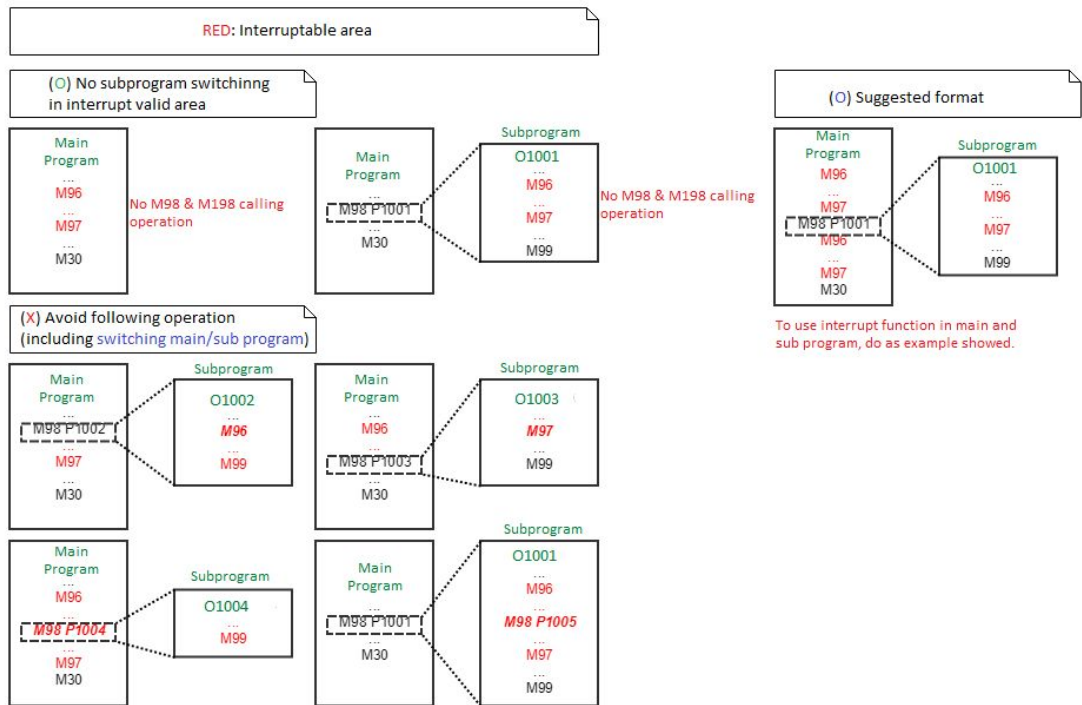 RED: Interruptable area
(O) No subprogram switchinng
in interrupt valid area
Main
Program
...
M96
...
M97
...
M30
No M98 & M198 calling
operation
Main
Program
...
M98 P1001
...
M30
Subprogram
O1001
...
M96
...
M97
...
M99
No M98 & M198 calling
operation
(O) Suggested format
Main
Program
M96
...
M97
M98 P1001
M96
...
M97
M30
Subprogram
O1001
...
M96
...
M97
...
M99
To use interrupt function in main and
sub program, do as example showed.
(X) Avoid following operation
(including switching main/sub program)
Main
Program
...
M98 P1002
...
M97
...
M30
Subprogram
O1002
...
M96
...
M99
Main
Program
...
M96
...
M98 P1003
...
M30
Subprogram
O1003
...
M97
...
M99
Main
Program
...
M96
...
M98 P1004
...
M97
M30
Subprogram
O1004
...
M99
Main
Program
...
M98 P1001
...
M30
Subprogram
O1001
...
M96
...
M98 P1005
...
M97
...
M99